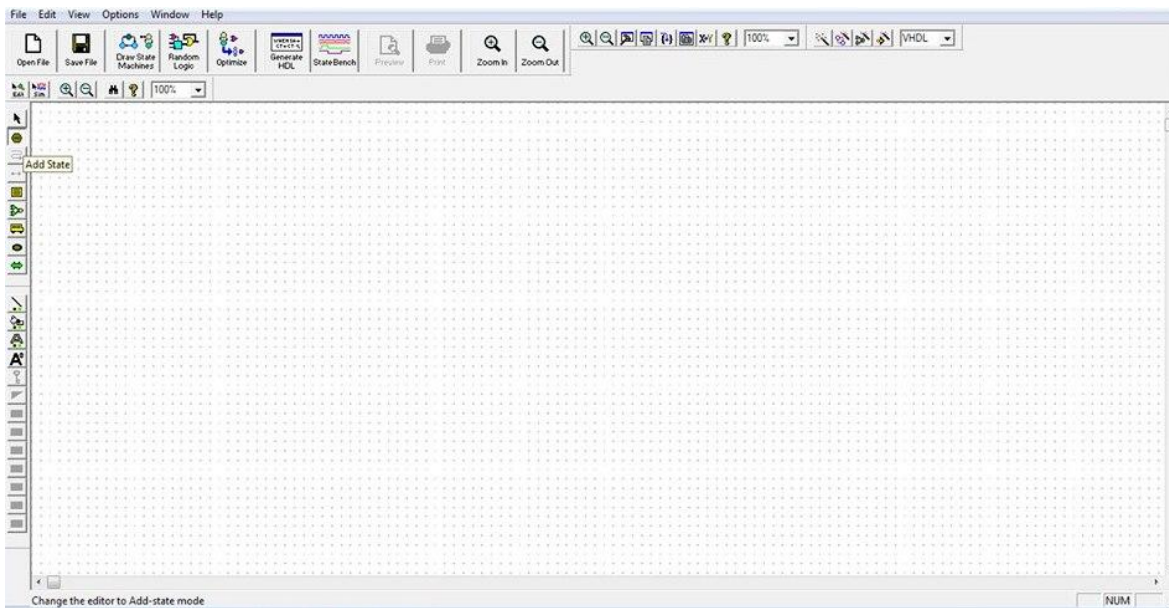 File Edit View Options Window Help
Open File Save File Draw State Machines Random Logic Optimize Generate HDL StateBench Preview Print Zoom In Zoom Out 100% VHDL
100%
Add State
Change the editor to Add-state mode NUM